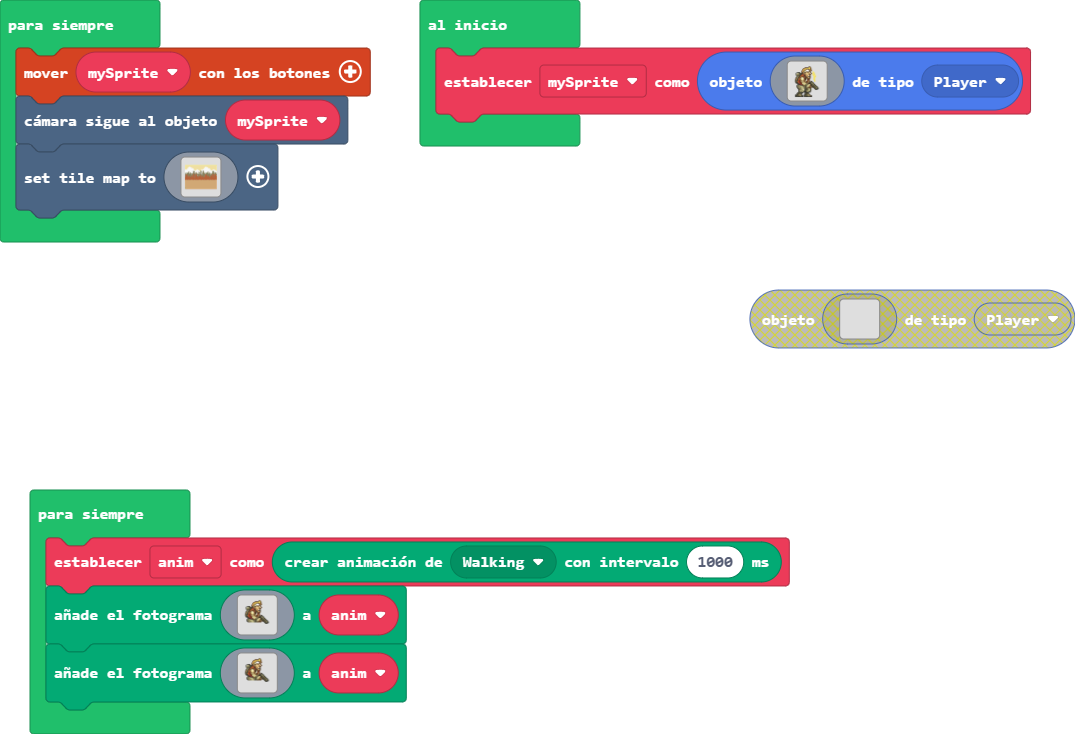 para siempre
mover mySprite con los botones
cámara sigue al objeto mySprite
set tile map to
al inicio
establecer mySprite como objeto de tipo Player
objeto de tipo Player
para siempre
establecer anim como crear animación de Walking con intervalo 1000 ms
añade el fotograma a anim
añade el fotograma a anim